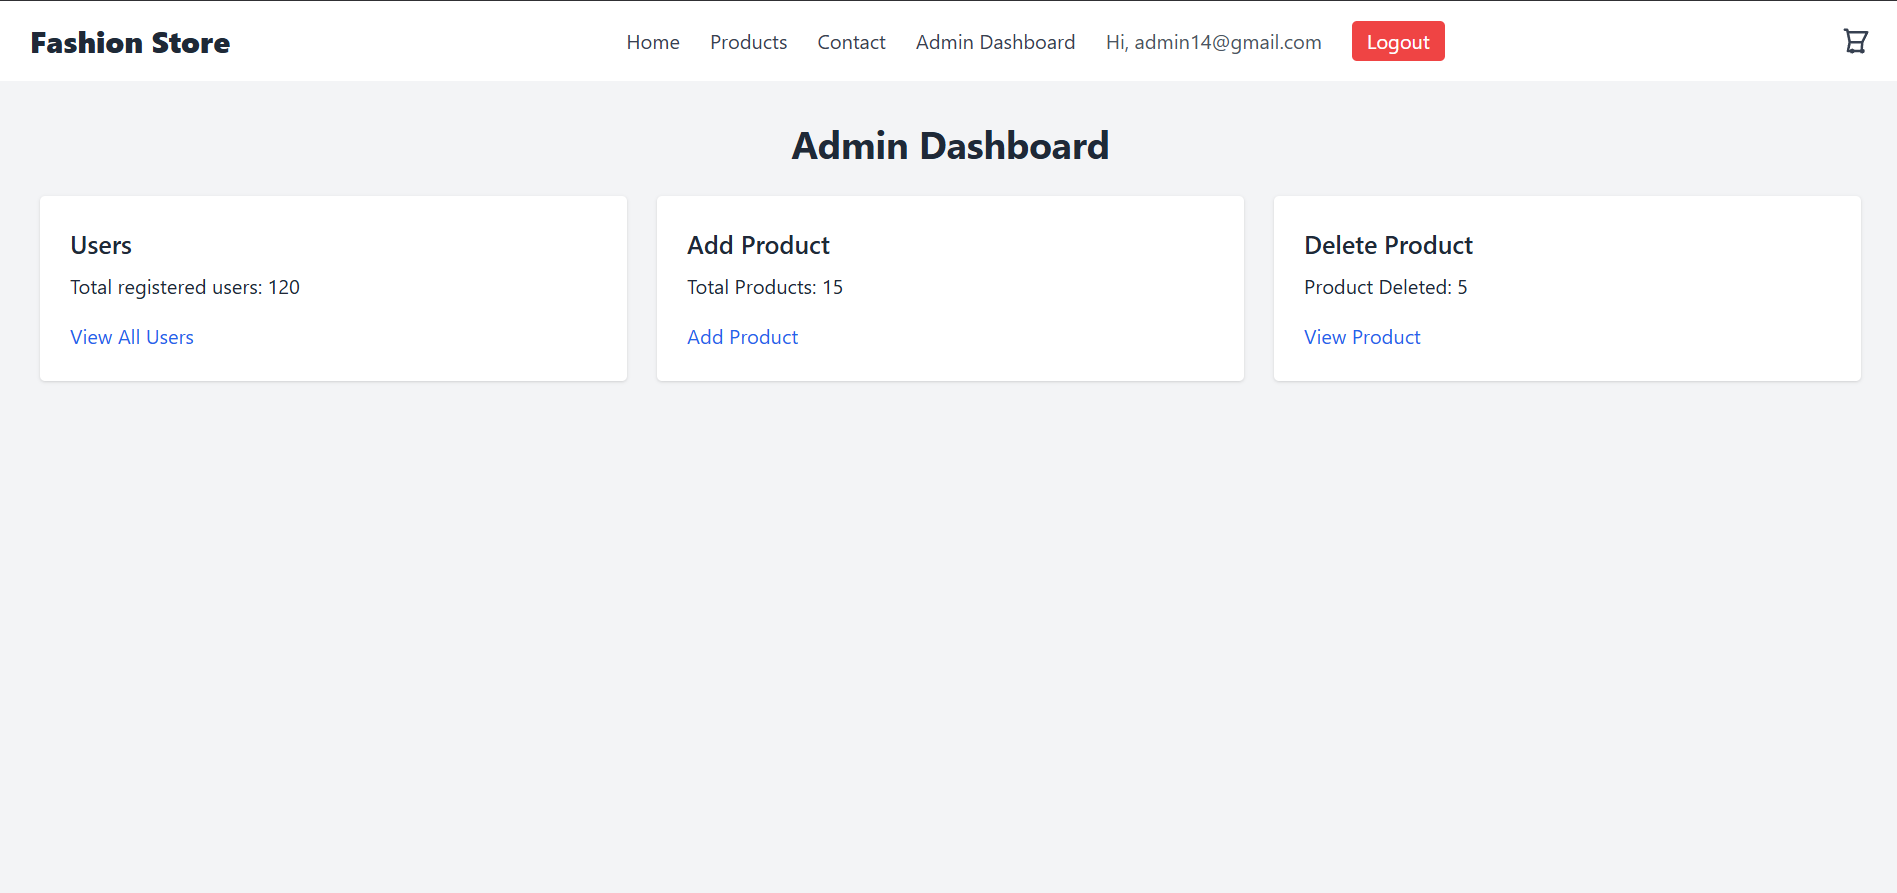 Fashion Store
Home Products Contact Admin Dashboard Hi, admin14@gmail.com Logout
Admin Dashboard
Users
Total registered users: 120
View All Users
Add Product
Total Products: 15
Add Product
Delete Product
Product Deleted: 5
View Product